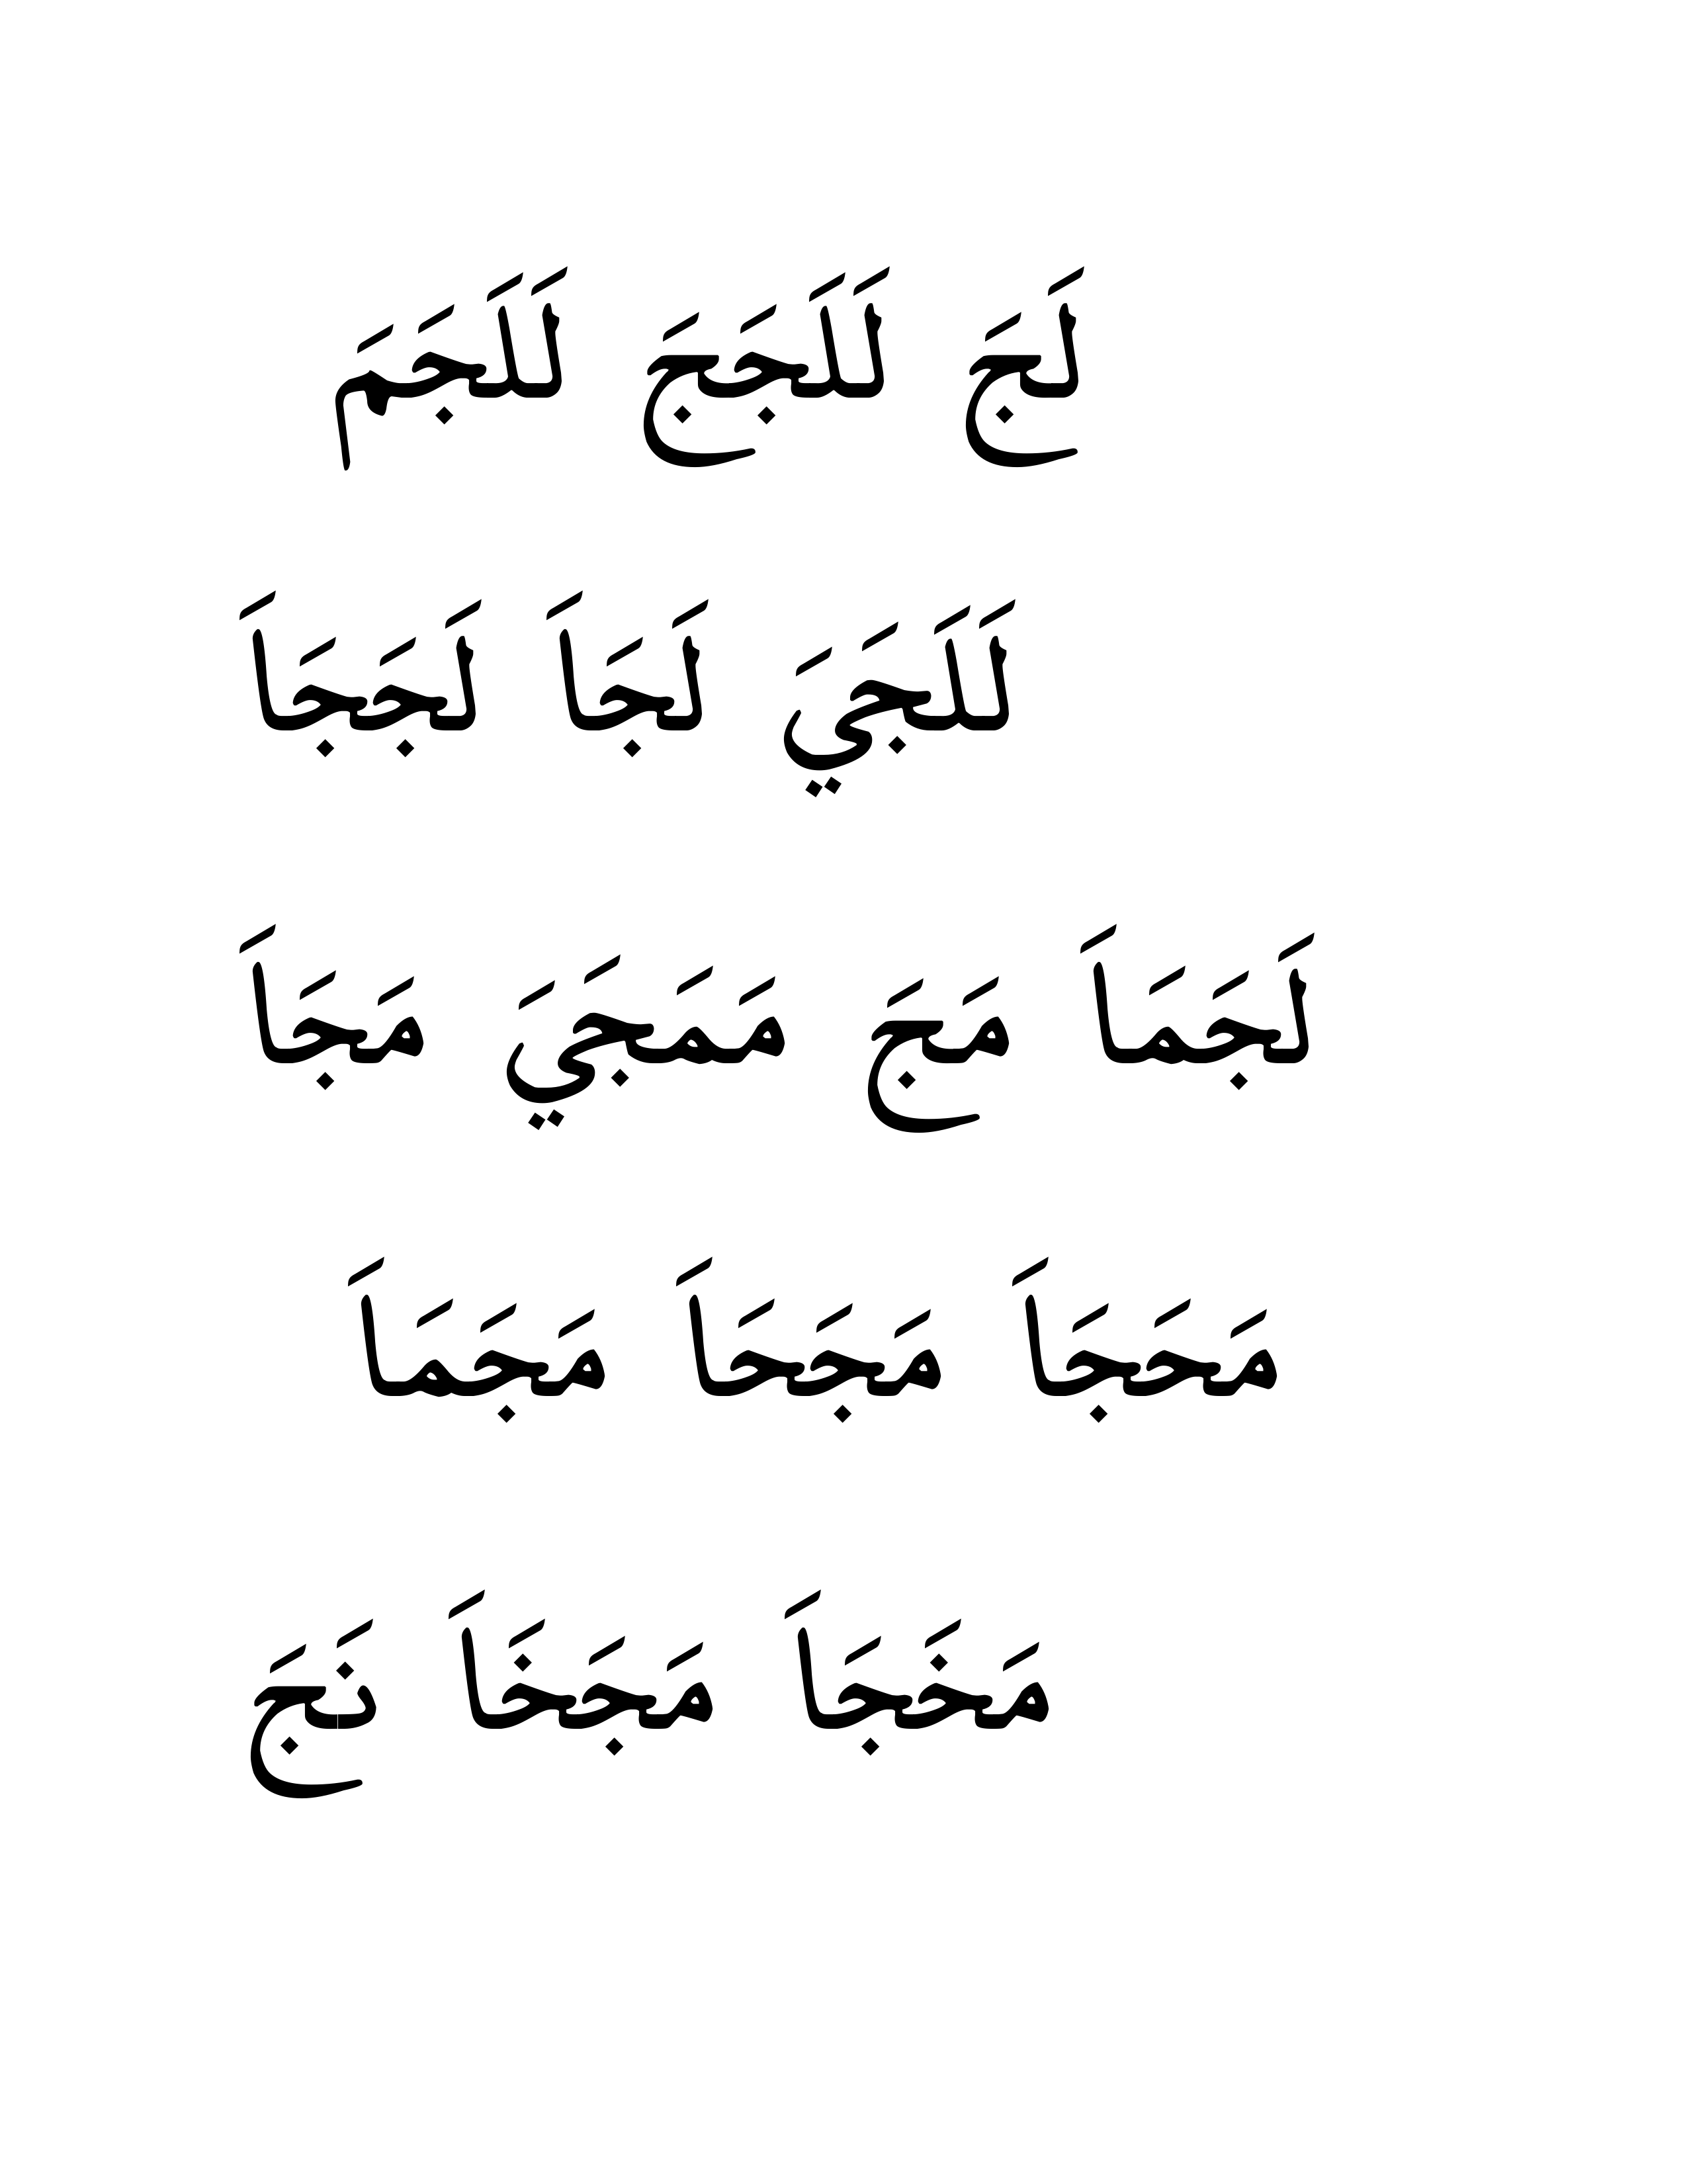 لَجَ لَلَجَجَ لَلَجَمَ
لَلَجَيَ لَجَاَ لَجَجَاَ
لَجَمَاَ مَجَ مَمَجَيَ مَجَاَ
مَحَجَاَ مَجَحَاَ مَجَمَاَ
مَخَجَاَ مَجَخَاَ نَجَ